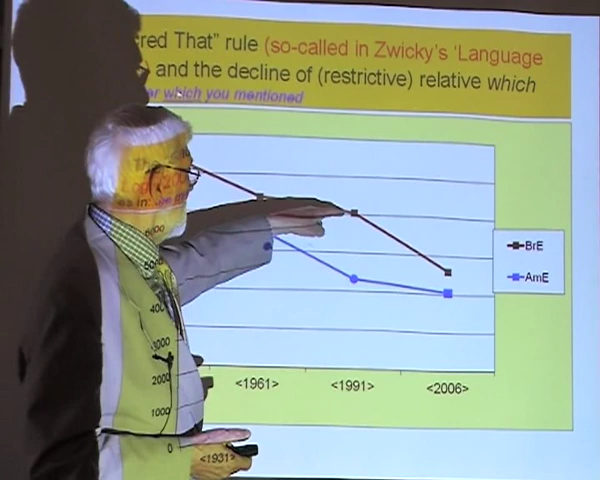 red That" rule (so-called in Zwicky's 'Language
and the decline of (restrictive) relative which
which you mentioned
BrE
AmE
3000
2000
1000
0
<1931>
<1961>
<1991>
<2006>